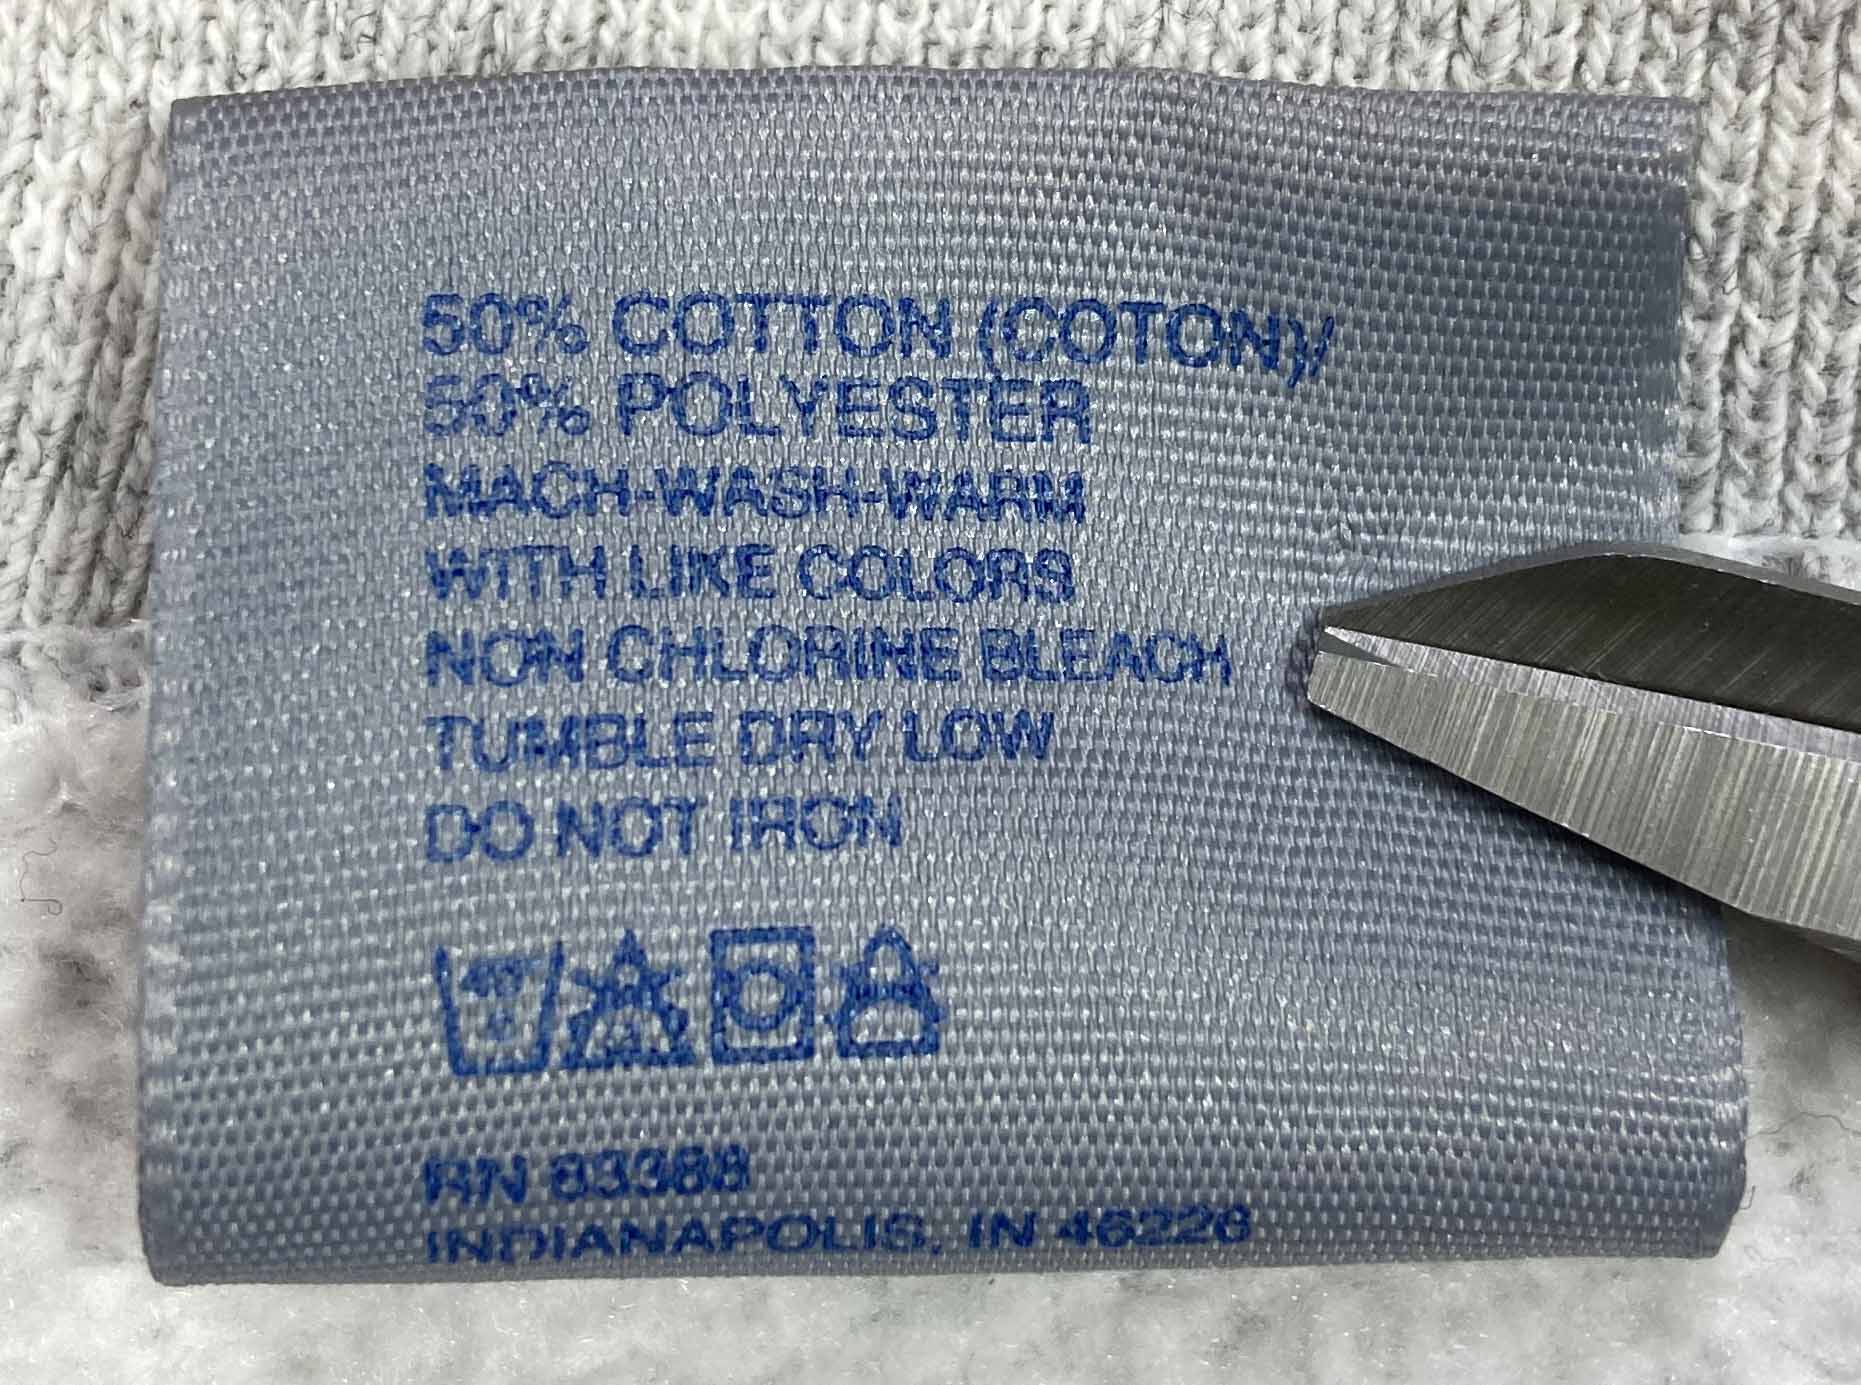 50% COTTON (COTON)/
50% POLYESTER
MACH-WASH-WARM
WITH LIKE COLORS
NON CHLORINE BLEACH
TUMBLE DRY LOW
DO NOT IRON
RN 83388
INDIANAPOLIS, IN 46226